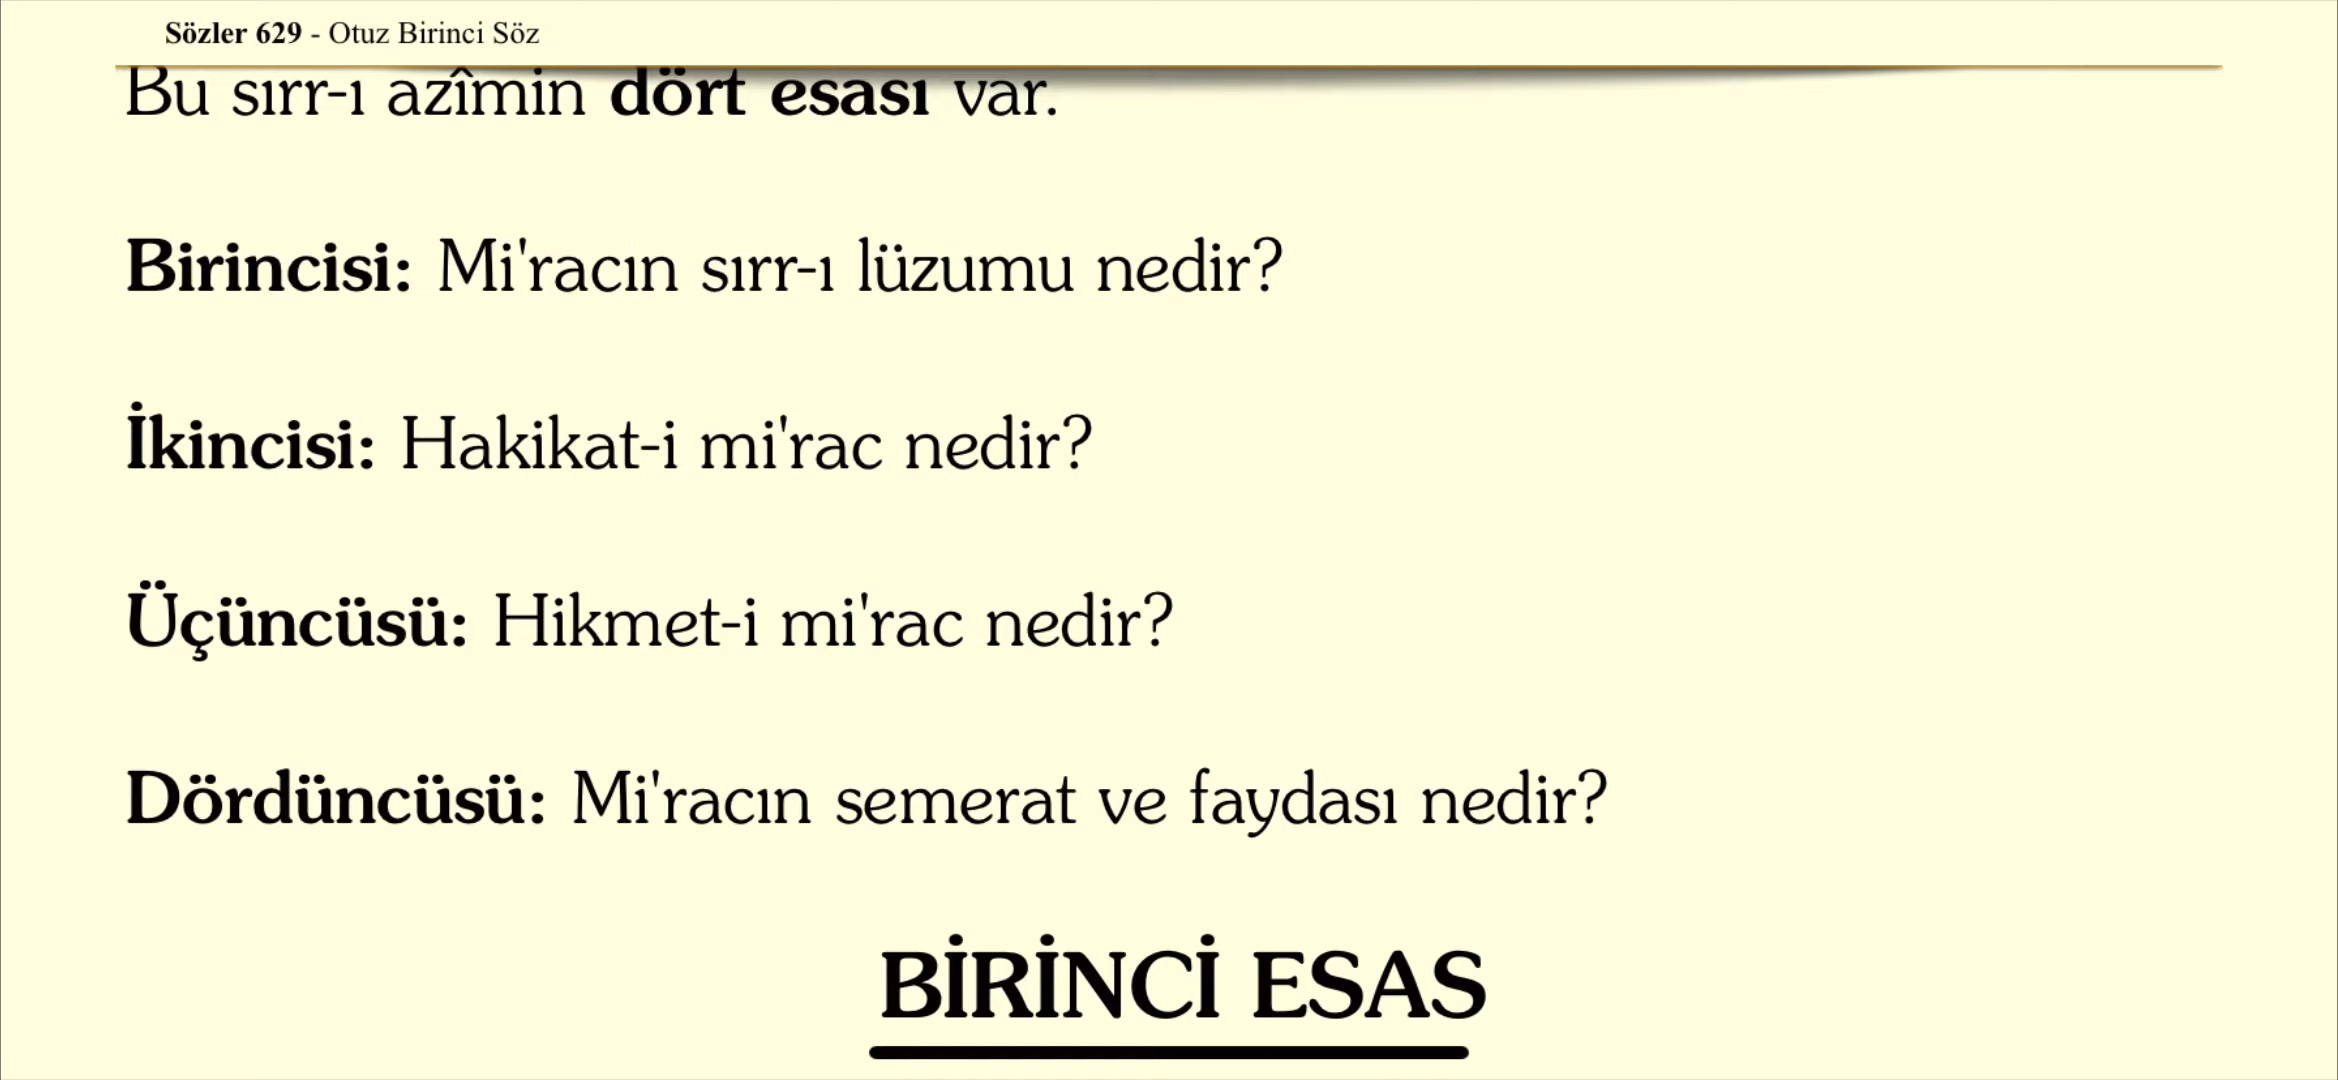 Sözler 629 - Otuz Birinci Söz
Bu sırr-ı azîmin dört esası var.
Birincisi: Mi'racın sırr-ı lüzumu nedir?
İkincisi: Hakikat-i mi'rac nedir?
Üçüncüsü: Hikmet-i mi'rac nedir?
Dördüncüsü: Mi'racın semerat ve faydası nedir?
BİRİNCİ ESAS